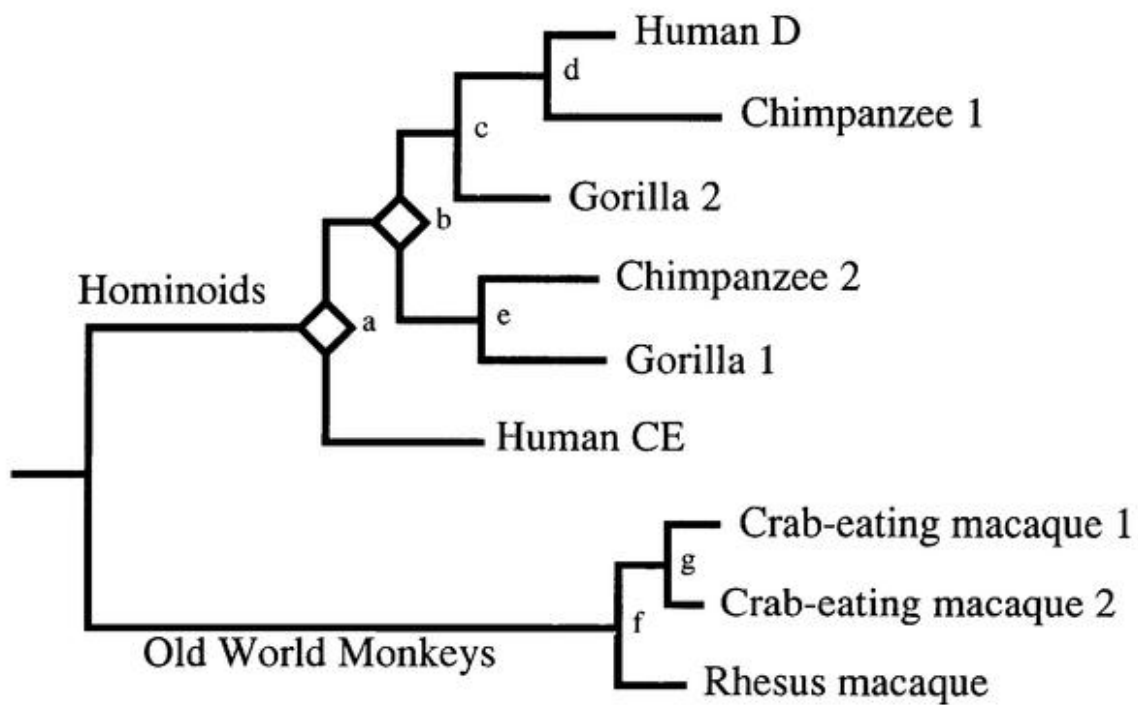 Human D
d
Chimpanzee 1
c
Gorilla 2
b
Chimpanzee 2
Hominoids
e
a
Gorilla 1
Human CE
Crab-eating macaque 1
g
Crab-eating macaque 2
f
Old World Monkeys
Rhesus macaque